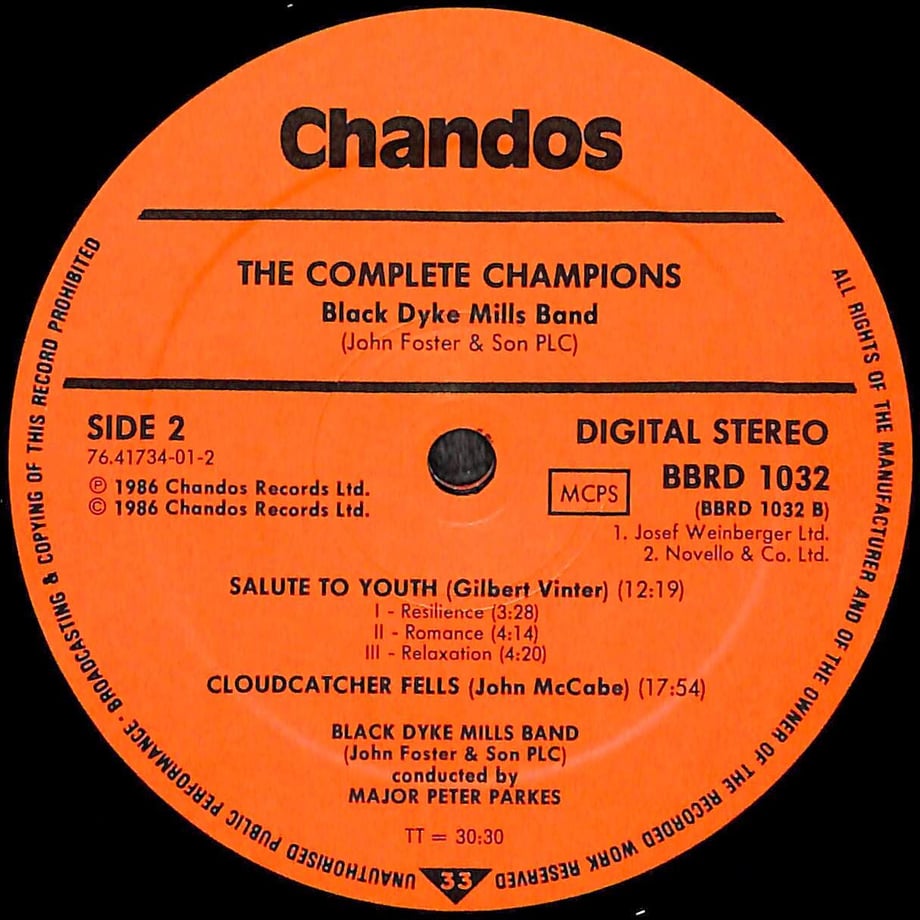 Chandos
THE COMPLETE CHAMPIONS
Black Dyke Mills Band
(John Foster & Son PLC)
SIDE 2
76.41734-01-2
Ⓟ 1986 Chandos Records Ltd.
© 1986 Chandos Records Ltd.
DIGITAL STEREO
MCPS
BBRD 1032
(BBRD 1032 B)
1. Josef Weinberger Ltd.
2. Novello & Co. Ltd.
SALUTE TO YOUTH (Gilbert Vinter) (12:19)
I - Resilience (3:28)
II - Romance (4:14)
III - Relaxation (4:20)
CLOUDCATCHER FELLS (John McCabe) (17:54)
BLACK DYKE MILLS BAND
(John Foster & Son PLC)
conducted by
MAJOR PETER PARKES
TT = 30:30
33
ALL RIGHTS OF THE MANUFACTURER AND OF THE OWNER OF THE RECORDED WORK RESERVED
UNAUTHORISED PUBLIC PERFORMANCE · BROADCASTING & COPYING OF THIS RECORD PROHIBITED